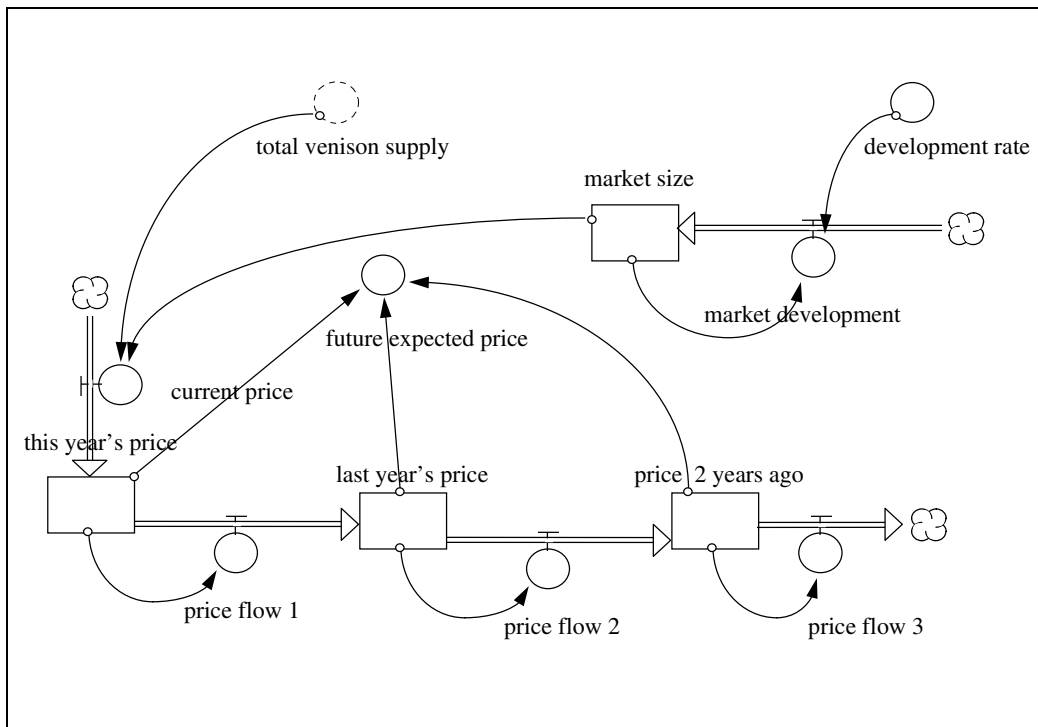 total venison supply
development rate
market size
market development
future expected price
current price
this year's price
last year's price
price 2 years ago
price flow 1
price flow 2
price flow 3